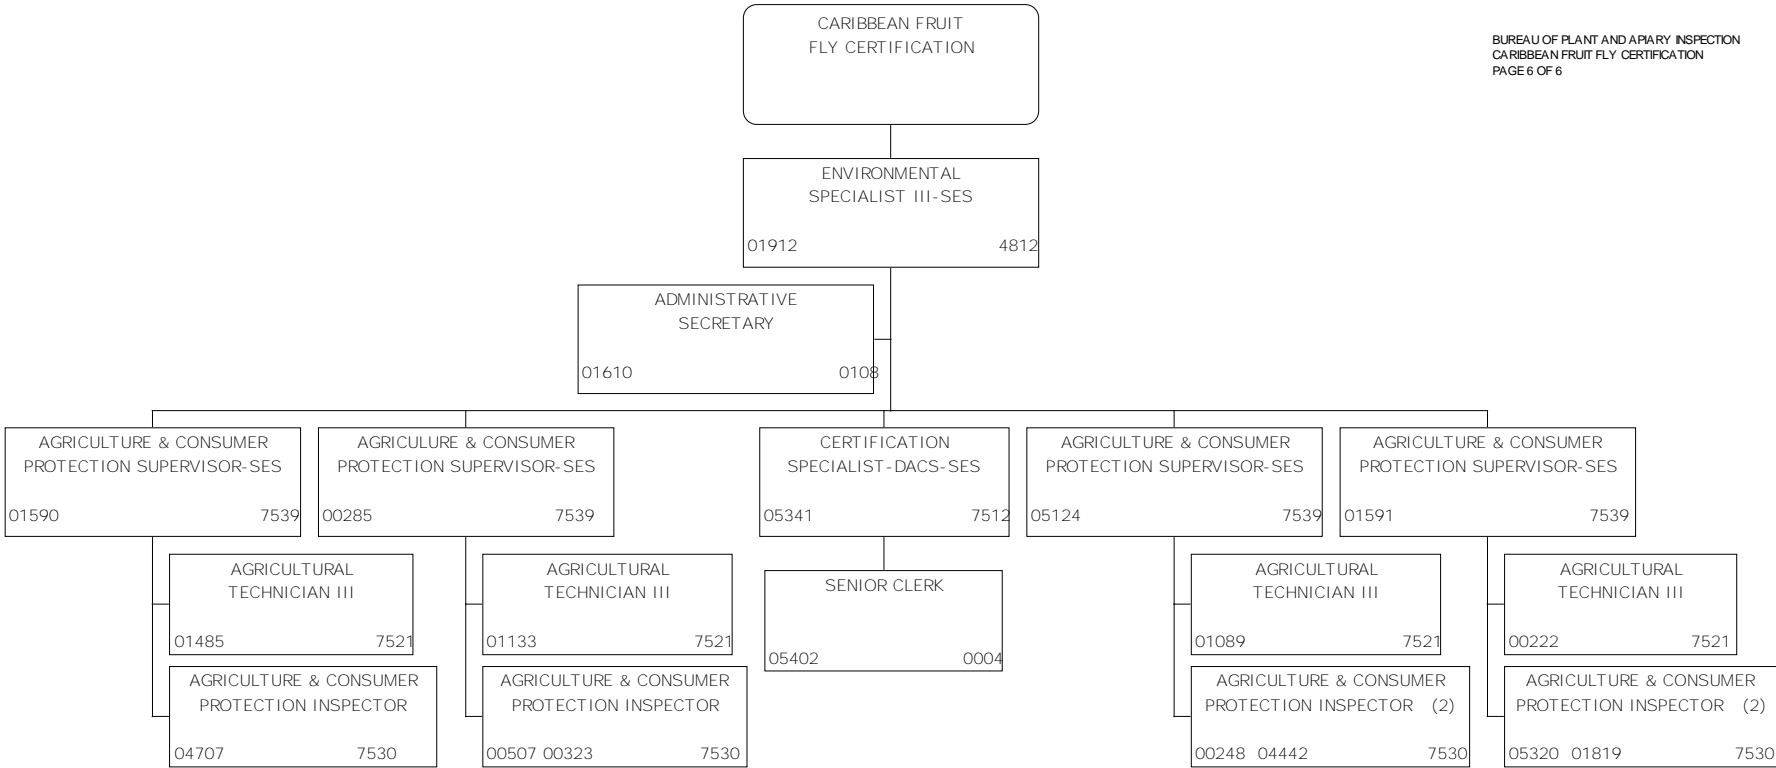 CARIBBEAN FRUIT
FLY CERTIFICATION
BUREAU OF PLANT AND APIARY INSPECTION
CARIBBEAN FRUIT FLY CERTIFICATION
PAGE 6 OF 6
ENVIRONMENTAL
SPECIALIST III-SES
01912 4812
ADMINISTRATIVE
SECRETARY
01610 0108
AGRICULTURE & CONSUMER
PROTECTION SUPERVISOR-SES
01590 7539
AGRICULURE & CONSUMER
PROTECTION SUPERVISOR-SES
00285 7539
CERTIFICATION
SPECIALIST-DACS-SES
05341 7512
AGRICULTURE & CONSUMER
PROTECTION SUPERVISOR-SES
05124 7539
AGRICULTURE & CONSUMER
PROTECTION SUPERVISOR-SES
01591 7539
AGRICULTURAL
TECHNICIAN III
01485 7521
AGRICULTURAL
TECHNICIAN III
01133 7521
SENIOR CLERK
05402 0004
AGRICULTURAL
TECHNICIAN III
01089 7521
AGRICULTURAL
TECHNICIAN III
00222 7521
AGRICULTURE & CONSUMER
PROTECTION INSPECTOR
04707 7530
AGRICULTURE & CONSUMER
PROTECTION INSPECTOR
00507 00323 7530
AGRICULTURE & CONSUMER
PROTECTION INSPECTOR (2)
00248 04442 7530
AGRICULTURE & CONSUMER
PROTECTION INSPECTOR (2)
05320 01819 7530